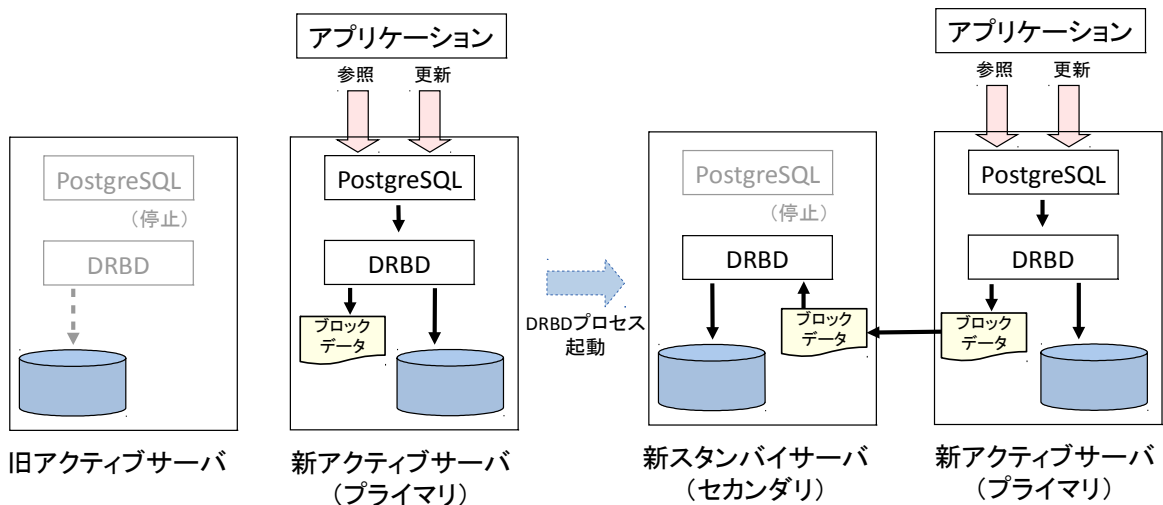 アプリケーション
参照
更新
PostgreSQL
(停止)
DRBD
PostgreSQL
DRBD
ブロック
データ
旧アクティブサーバ
新アクティブサーバ
(プライマリ)
DRBDプロセス
起動
アプリケーション
参照
更新
PostgreSQL
(停止)
DRBD
ブロック
データ
PostgreSQL
DRBD
ブロック
データ
新スタンバイサーバ
(セカンダリ)
新アクティブサーバ
(プライマリ)